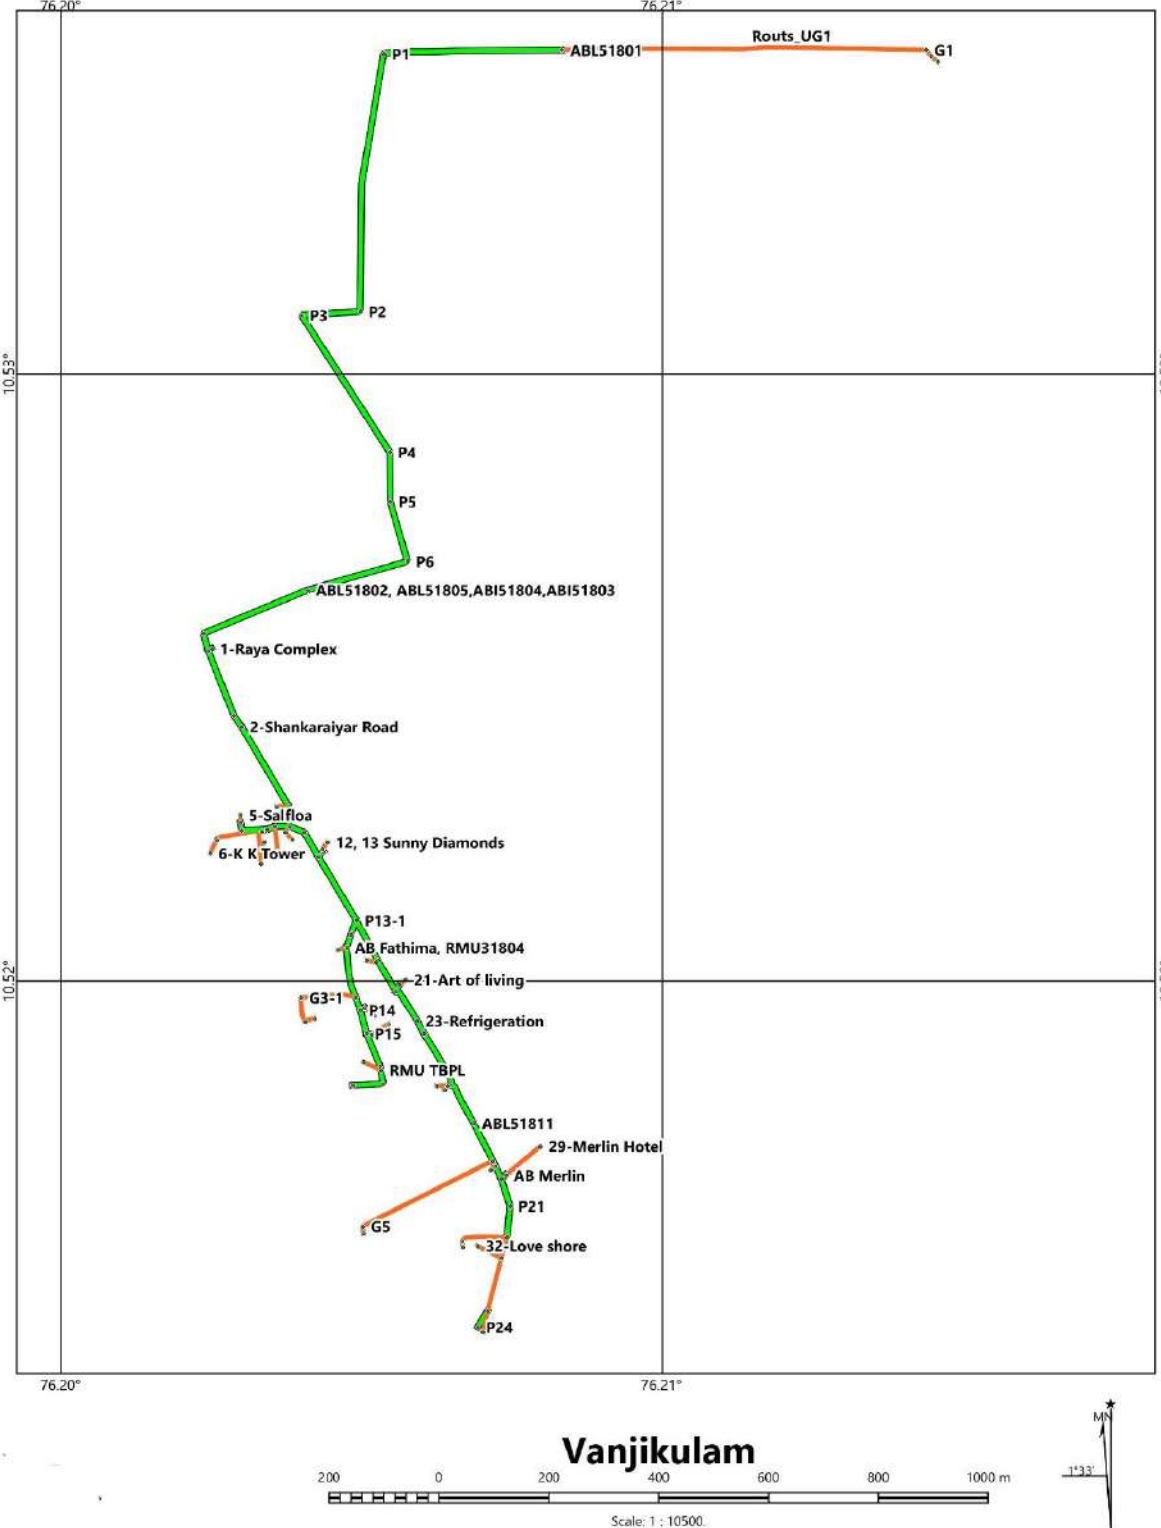 76.20° 76.21°
Routs_UG1
P1 ABL51801 G1
P3 P2
10.53°
P4
P5
P6
ABL51802, ABL51805,ABI51804,ABI51803
1-Raya Complex
2-Shankaraiyar Road
5-Salfloa
12, 13 Sunny Diamonds
6-K K Tower
P13-1
AB Fathima, RMU31804
10.52° 21-Art of living
G3-1
P14
23-Refrigeration
P15
RMU TBPL
ABL51811
29-Merlin Hotel
AB Merlin
P21
G5
32-Love shore
P24
76.20° 76.21°
MN
Vanjikulam
1°33'
200 0 200 400 600 800 1000 m
Scale: 1 : 10500.